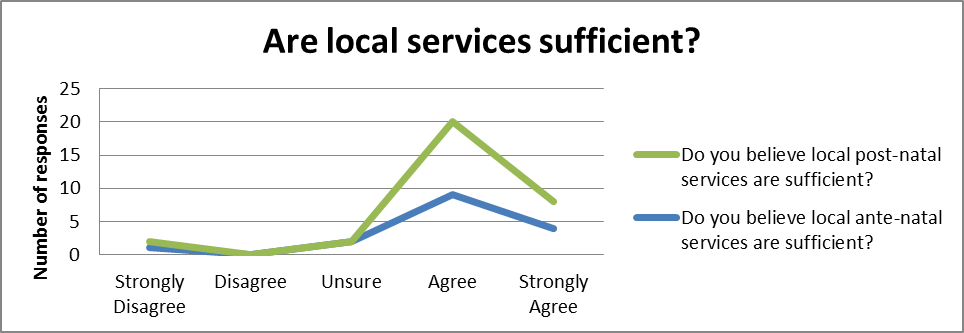 Are local services sufficient?
Number of responses
25
20
15
10
5
0
Strongly
Disagree
Disagree
Unsure
Agree
Strongly
Agree
Do you believe local post-natal
services are sufficient?
Do you believe local ante-natal
services are sufficient?